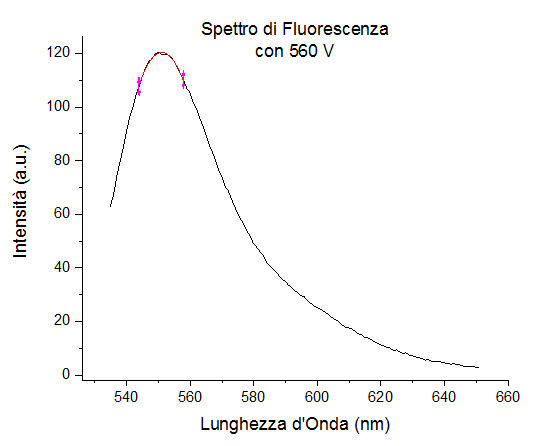 Spettro di Fluorescenza
con 560 V
120
100
80
60
40
20
0
540 560 580 600 620 640 660
Intensità (a.u.)
Lunghezza d'Onda (nm)